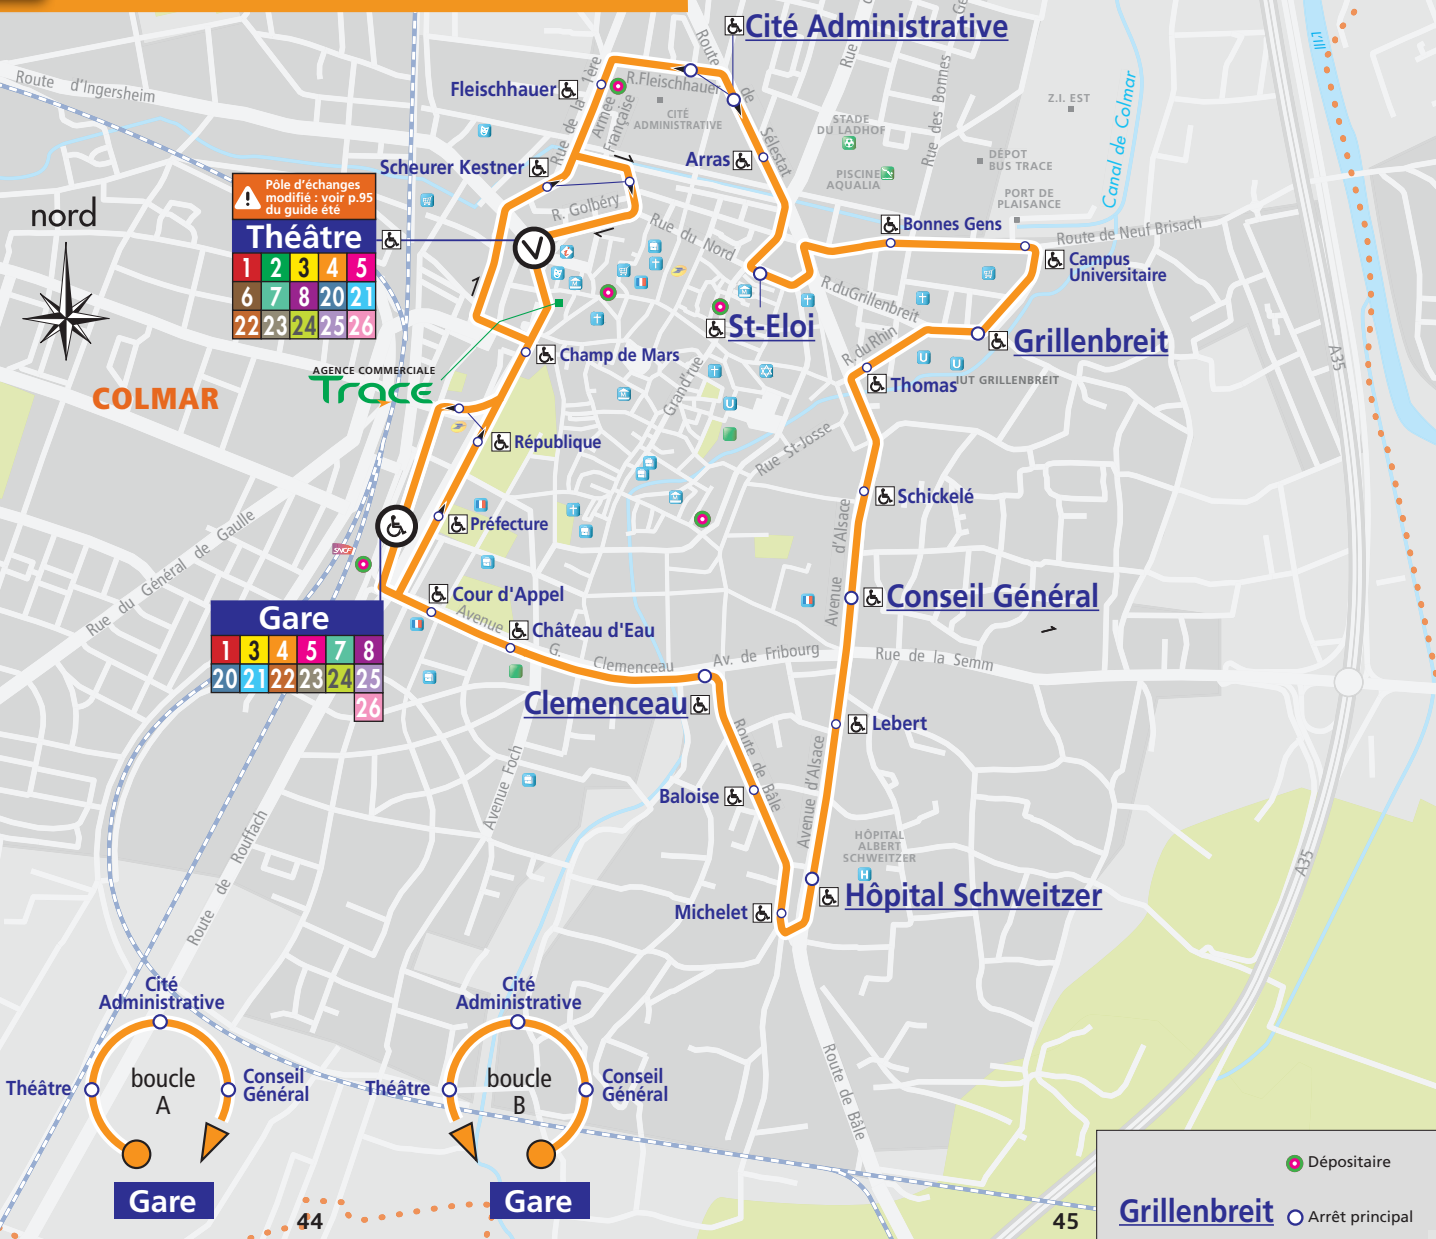 Cité Administrative
L'Ill
Route d'Ingersheim
Fleischhauer
Rue de la 1ère
Armée
Française
R.Fleischhauer
CITÉ
ADMINISTRATIVE
Route
de
Sélestat
Rue
Rue des Bonnes
Ge
STADE
DU LADHOF
Z.I. EST
Canal de Colmar
DÉPOT
BUS TRACE
PISCINE
AQUALIA
PORT DE
PLAISANCE
Arras
Scheurer Kestner
Pôle d'échanges
modifié : voir p.95
du guide été
nord
Théâtre
1 2 3 4 5
6 7 8 20 21
22 23 24 25 26
R. Golbéry
Rue du Nord
Bonnes Gens
Route de Neuf Brisach
Campus
Universitaire
R.duGrillenbreit
St-Eloi
Grillenbreit
R. duRhin
Thomas
IUT GRILLENBREIT
A35
Champ de Mars
AGENCE COMMERCIALE
Trace
COLMAR
Grand'rue
République
Rue St-Josse
Schickelé
Préfecture
Avenue d'Alsace
SNCF
Rue du Général de Gaulle
Cour d'Appel
Conseil Général
Gare
1 3 4 5 7 8
20 21 22 23 24 25
26
Château d'Eau
Avenue G. Clemenceau
Av. de Fribourg
Rue de la Semm
Clemenceau
Lebert
Route de Bâle
Avenue d'Alsace
Baloise
Avenue Foch
Route de Rouffach
HÔPITAL
ALBERT
SCHWEITZER
H
A35
Hôpital Schweitzer
Michelet
Route de Bâle
Cité
Administrative
Théâtre
boucle
A
Conseil
Général
Gare
Cité
Administrative
Théâtre
boucle
B
Conseil
Général
Gare
44
45
Dépositaire
Grillenbreit
Arrêt principal